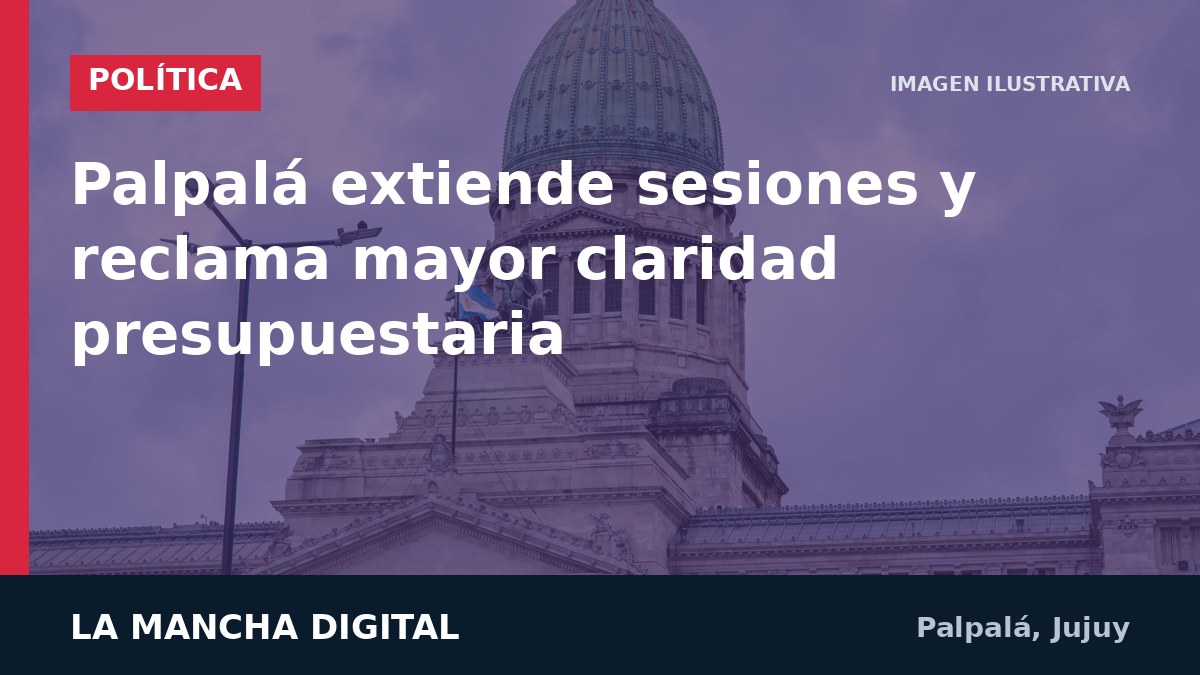 POLÍTICA
IMAGEN ILUSTRATIVA
Palpalá extiende sesiones y
reclama mayor claridad
presupuestaria
LA MANCHA DIGITAL
Palpalá, Jujuy